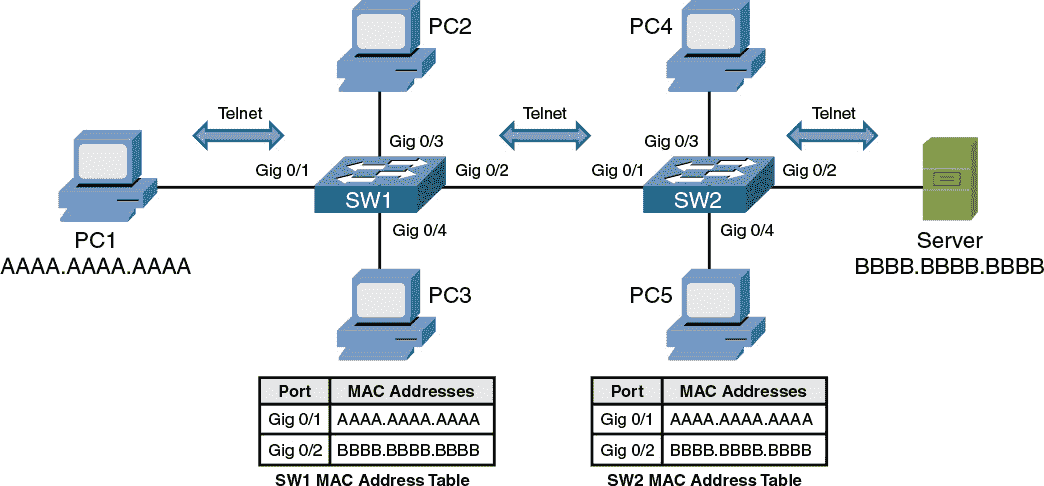 PC2
PC4
Telnet
Telnet
Telnet
Gig 0/3
Gig 0/3
Gig 0/1
Gig 0/2
Gig 0/1
Gig 0/2
SW1
SW2
PC1
AAAA.AAAA.AAAA
Gig 0/4
Gig 0/4
Server
BBBB.BBBB.BBBB
PC3
PC5
Port MAC Addresses
Gig 0/1 AAAA.AAAA.AAAA
Gig 0/2 BBBB.BBBB.BBBB
SW1 MAC Address Table
Port MAC Addresses
Gig 0/1 AAAA.AAAA.AAAA
Gig 0/2 BBBB.BBBB.BBBB
SW2 MAC Address Table